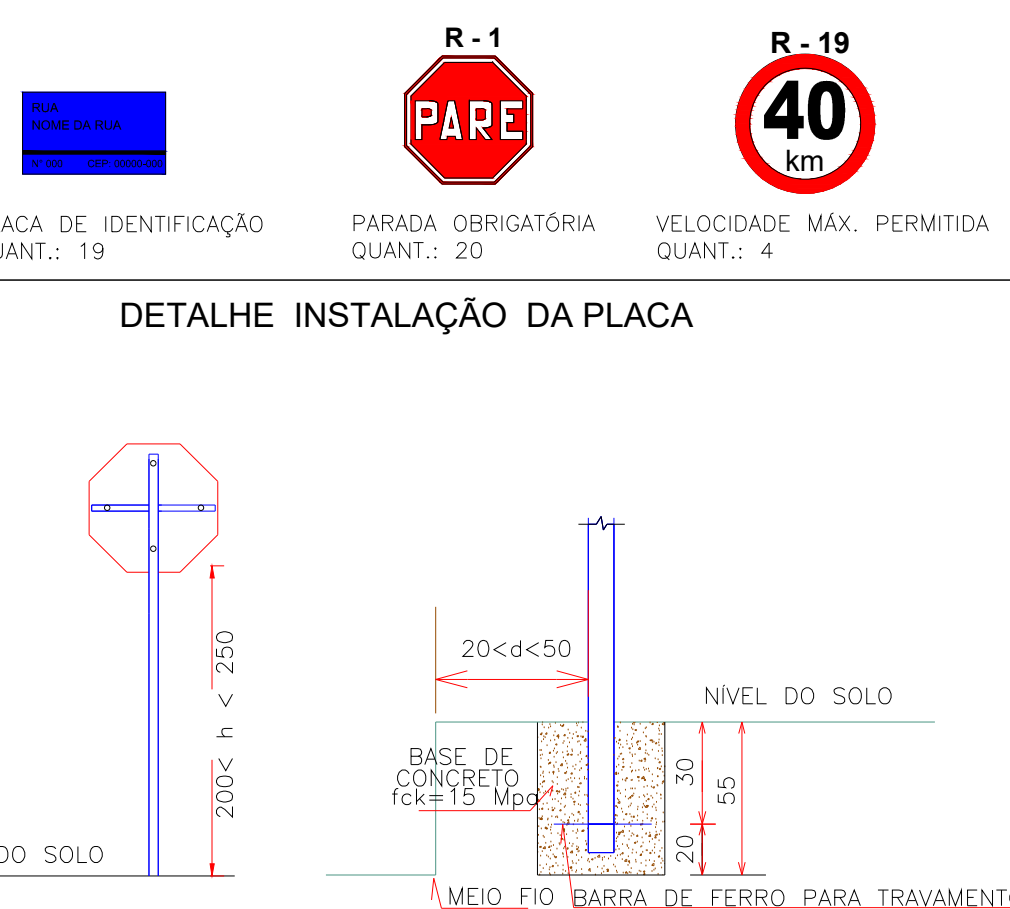 R - 1
R - 19
RUA
NOME DA RUA
N° 000 CEP: 00000-000
PARE
40
km
ACA DE IDENTIFICAÇÃO
UANT.: 19
PARADA OBRIGATÓRIA
QUANT.: 20
VELOCIDADE MÁX. PERMITIDA
QUANT.: 4
DETALHE INSTALAÇÃO DA PLACA
200< h < 250
DO SOLO
20<d<50
NÍVEL DO SOLO
BASE DE
CONCRETO
fck=15 Mpa
30
55
20
MEIO FIO
BARRA DE FERRO PARA TRAVAMENTO